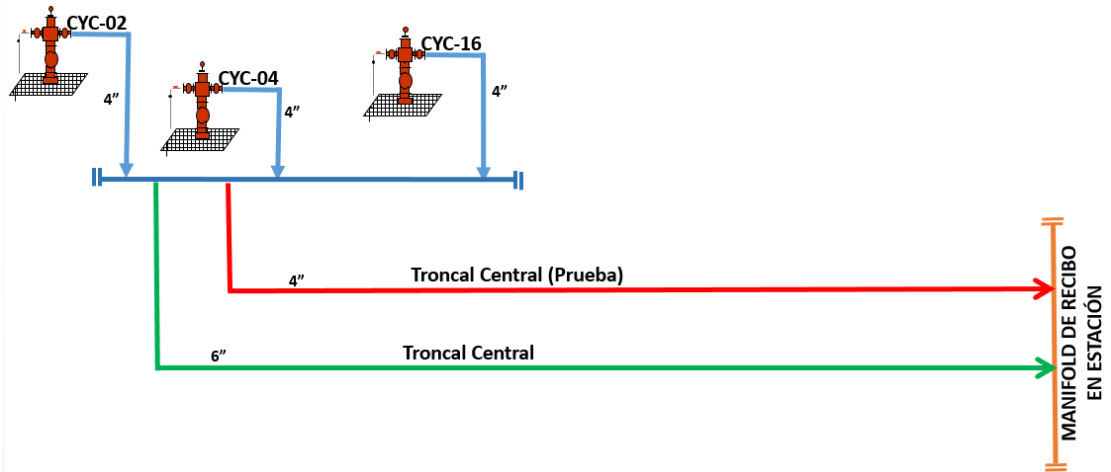 CYC-02
CYC-16
CYC-04
4”
4”
4”
Troncal Central (Prueba)
4”
Troncal Central
6”
MANIFOLD DE RECIBO
EN ESTACIÓN